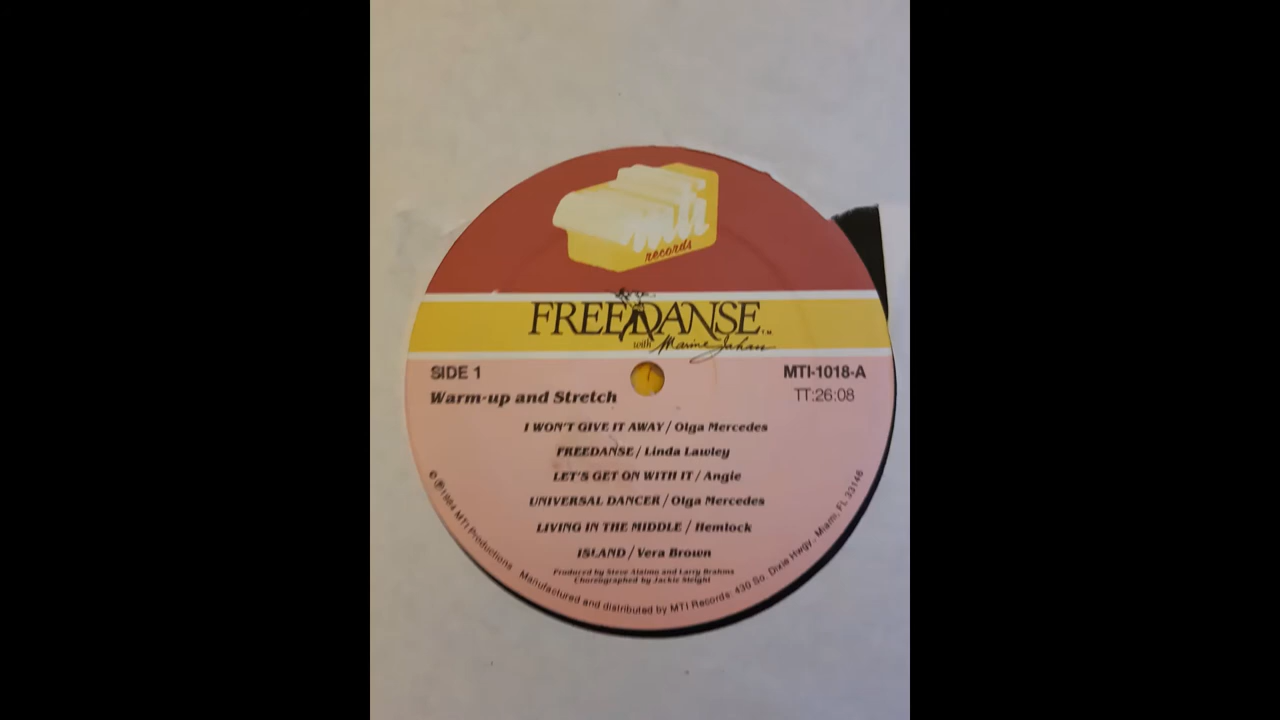 mti
records
FREEDANSE™
with Marine Jahan
SIDE 1
MTI-1018-A
Warm-up and Stretch
TT:26:08
I WON'T GIVE IT AWAY / Olga Mercedes
FREEDANSE / Linda Lawley
LET'S GET ON WITH IT / Angie
UNIVERSAL DANCER / Olga Mercedes
LIVING IN THE MIDDLE / Hemlock
ISLAND / Vera Brown
Produced by Steve Alaimo and Larry Brahms
Choreographed by Jackie Sleight
© ℗1984 MTI Productions Manufactured and distributed by MTI Records 430 So. Dixie Hwgy., Miami, FL 33146